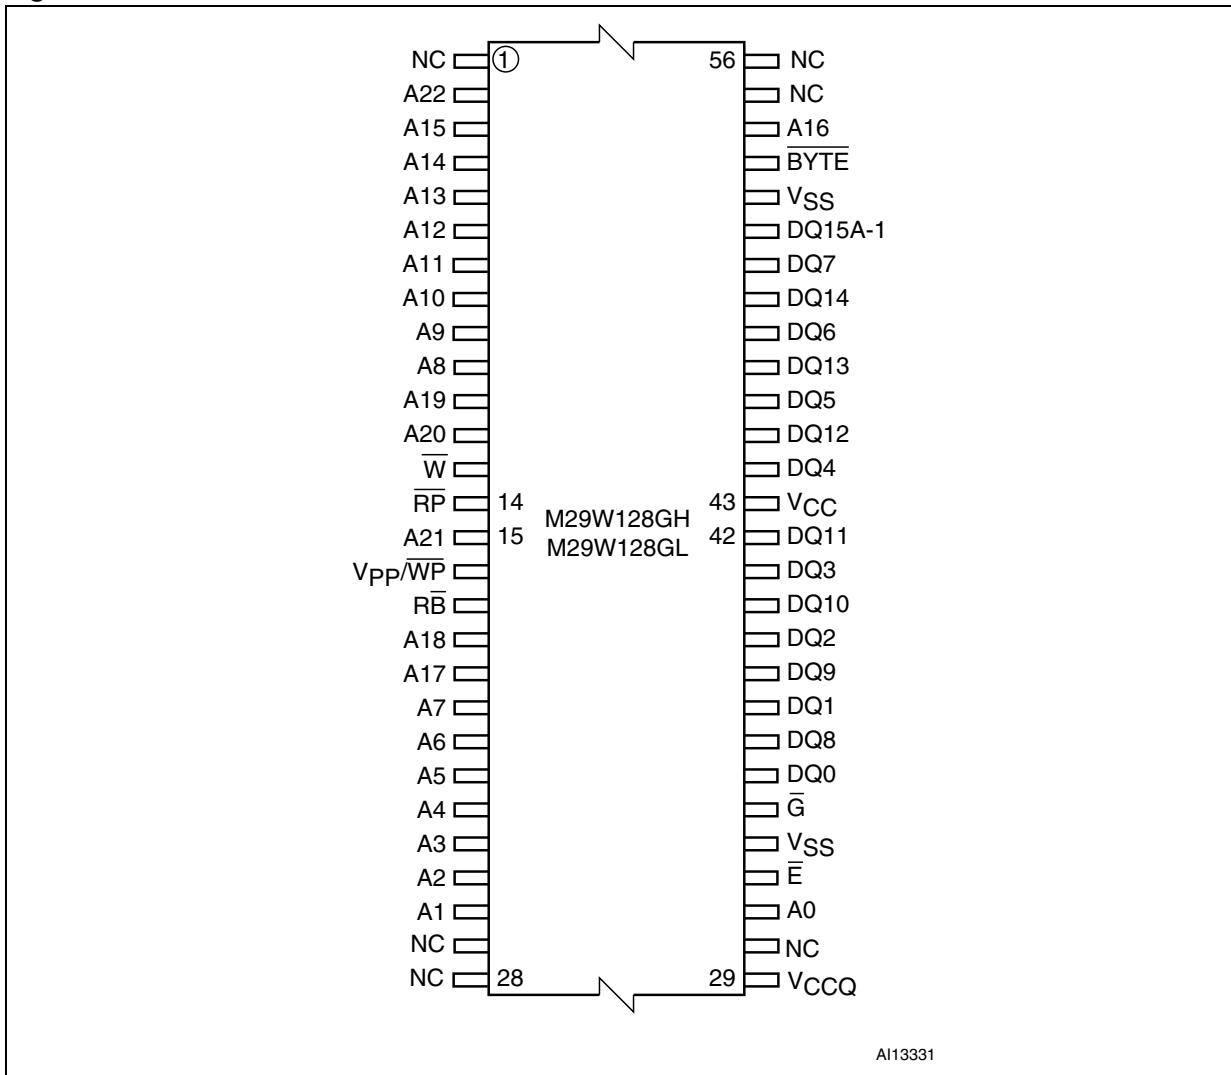 NC ① 56 NC
A22 NC
A15 A16
A14 B̅Y̅T̅E̅
A13 VSS
A12 DQ15A-1
A11 DQ7
A10 DQ14
A9 DQ6
A8 DQ13
A19 DQ5
A20 DQ12
W̅ DQ4
R̅P̅ 14 43 VCC
A21 15 M29W128GH 42 DQ11
M29W128GL
VPP/W̅P̅ DQ3
RB̅ DQ10
A18 DQ2
A17 DQ9
A7 DQ1
A6 DQ8
A5 DQ0
A4 G̅
A3 VSS
A2 E̅
A1 A0
NC NC
NC 28 29 VCCQ
AI13331